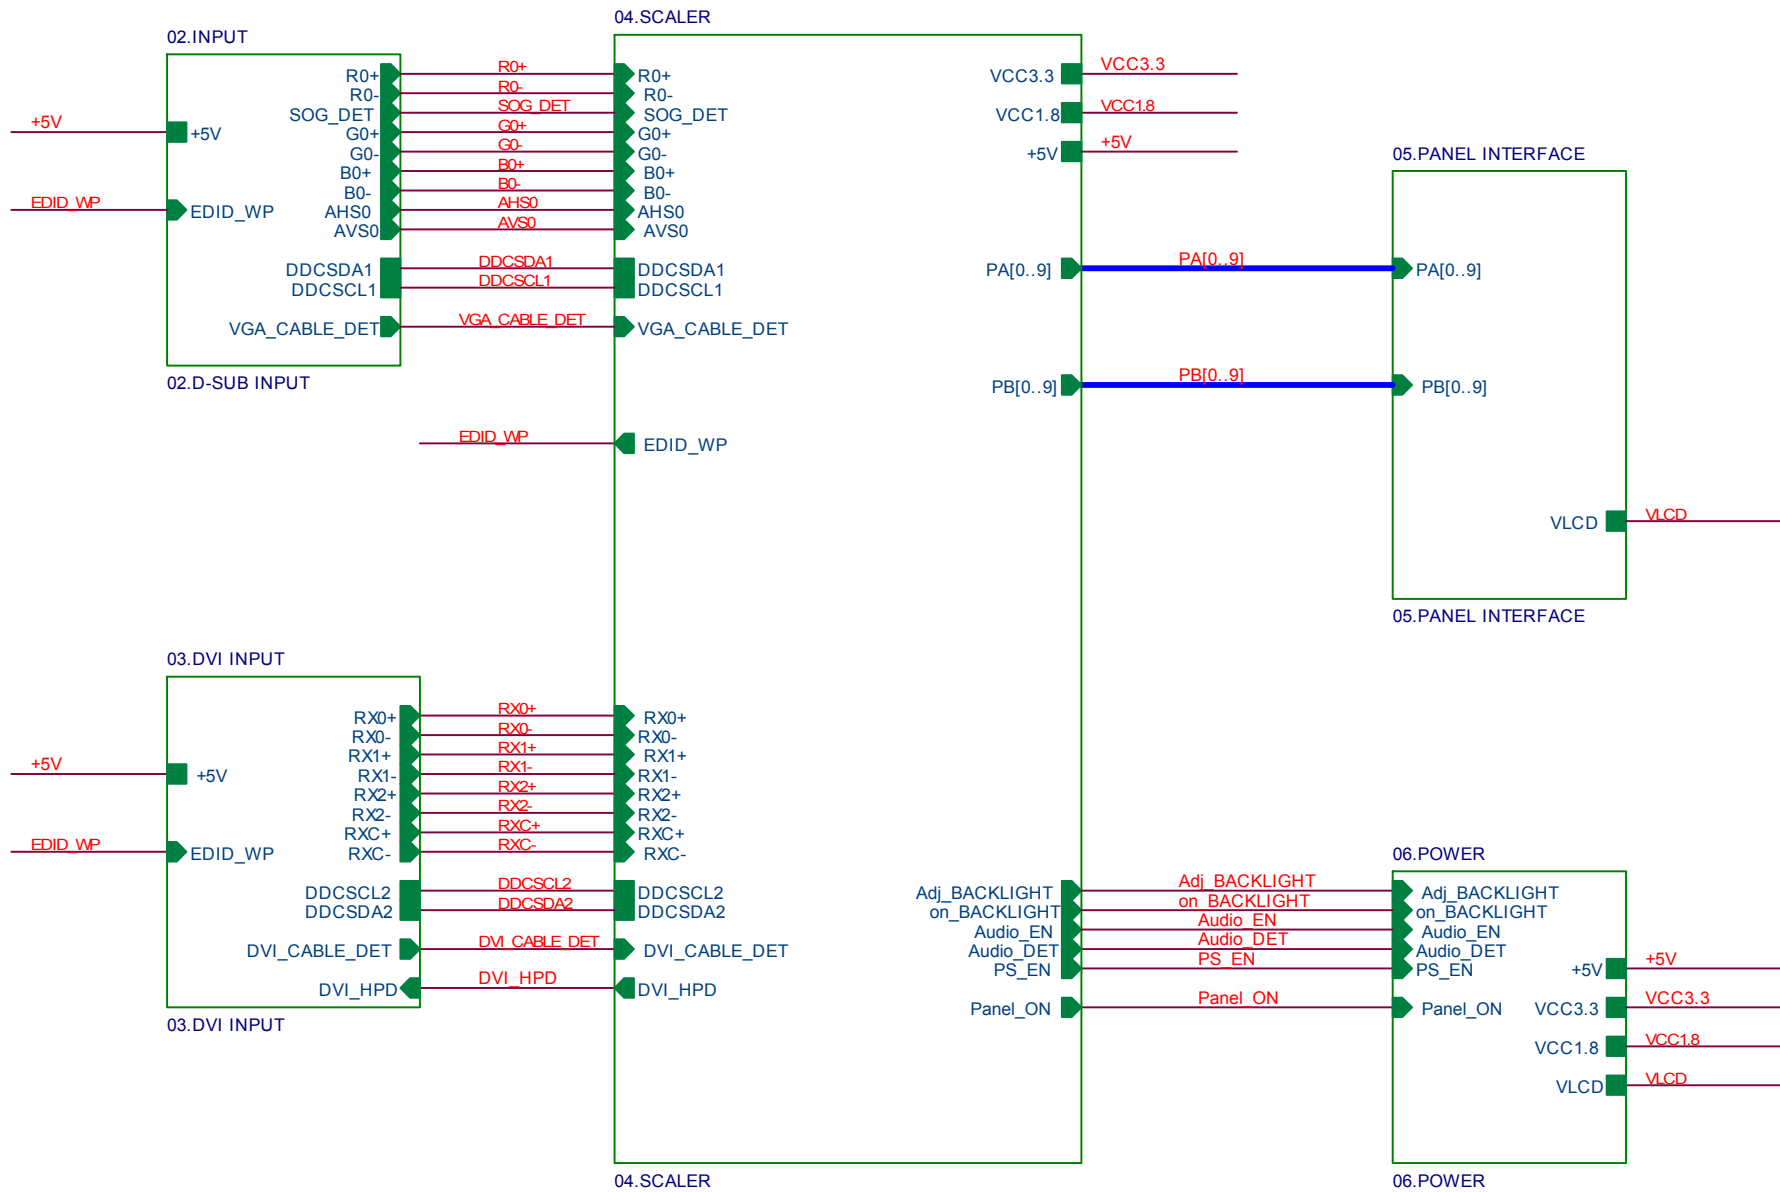 02.INPUT
+5V
+5V
EDID_WP
EDID_WP
R0+ R0+ R0+
R0- R0- R0-
SOG_DET SOG_DET SOG_DET
G0+ G0+ G0+
G0- G0- G0-
B0+ B0+ B0+
B0- B0- B0-
AHS0 AHS0 AHS0
AVS0 AVS0 AVS0
DDCSDA1 DDCSDA1 DDCSDA1
DDCSCL1 DDCSCL1 DDCSCL1
VGA_CABLE_DET VGA_CABLE_DET VGA_CABLE_DET
02.D-SUB INPUT
04.SCALER
EDID_WP EDID_WP
03.DVI INPUT
+5V
+5V
EDID_WP
EDID_WP
RX0+ RX0+ RX0+
RX0- RX0- RX0-
RX1+ RX1+ RX1+
RX1- RX1- RX1-
RX2+ RX2+ RX2+
RX2- RX2- RX2-
RXC+ RXC+ RXC+
RXC- RXC- RXC-
DDCSCL2 DDCSCL2 DDCSCL2
DDCSDA2 DDCSDA2 DDCSDA2
DVI_CABLE_DET DVI_CABLE_DET DVI_CABLE_DET
DVI_HPD DVI_HPD DVI_HPD
03.DVI INPUT
VCC3.3 VCC3.3
VCC1.8 VCC1.8
+5V +5V
05.PANEL INTERFACE
PA[0..9] PA[0..9] PA[0..9]
PB[0..9] PB[0..9] PB[0..9]
VLCD VLCD
05.PANEL INTERFACE
06.POWER
Adj_BACKLIGHT Adj_BACKLIGHT Adj_BACKLIGHT
on_BACKLIGHT on_BACKLIGHT on_BACKLIGHT
Audio_EN Audio_EN Audio_EN
Audio_DET Audio_DET Audio_DET
PS_EN PS_EN PS_EN
Panel_ON Panel_ON Panel_ON
+5V +5V
VCC3.3 VCC3.3
VCC1.8 VCC1.8
VLCD VLCD
04.SCALER
06.POWER